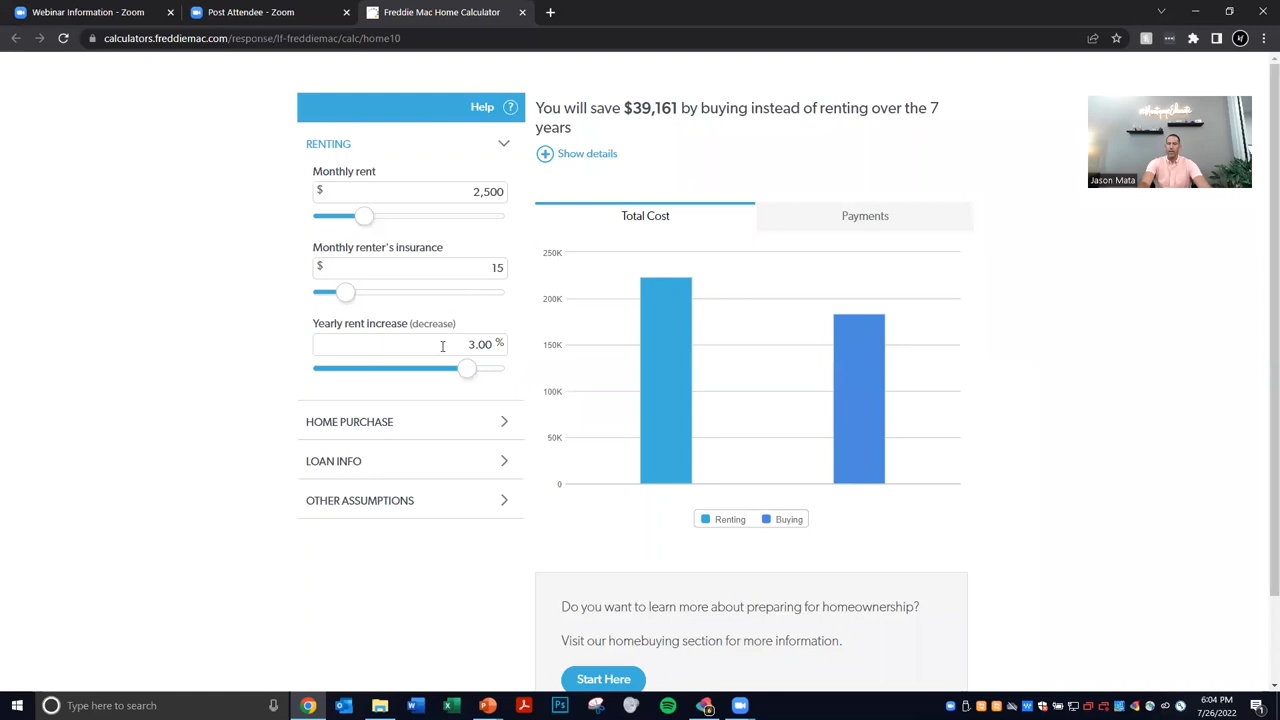 Webinar Information - Zoom
Post Attendee - Zoom
Freddie Mac Home Calculator
calculators.freddiemac.com/response/lf-freddiemac/calc/home10
Help ?
RENTING
Monthly rent
$ 2,500
Monthly renter's insurance
$ 15
Yearly rent increase (decrease)
3.00 %
HOME PURCHASE
LOAN INFO
OTHER ASSUMPTIONS
You will save $39,161 by buying instead of renting over the 7
years
Show details
Total Cost
Payments
250K
200K
150K
100K
50K
0
Renting Buying
Do you want to learn more about preparing for homeownership?
Visit our homebuying section for more information.
Start Here
Jason Mata
Type here to search
6:04 PM
7/26/2022